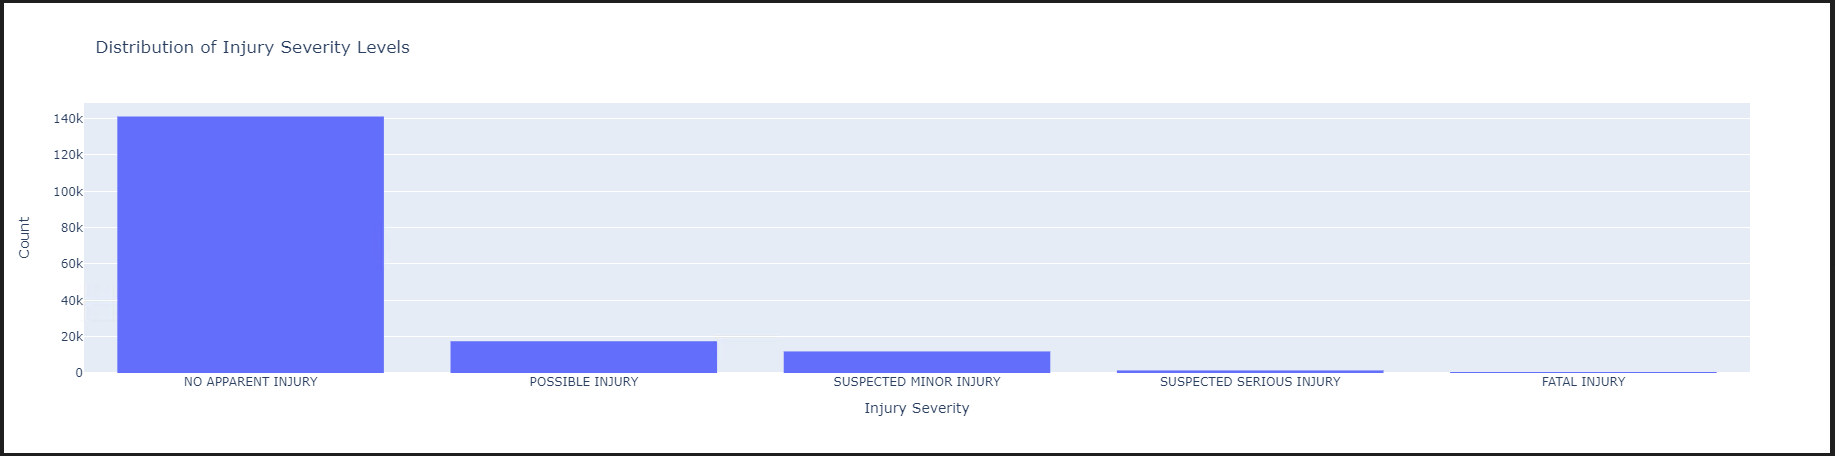 Distribution of Injury Severity Levels
140k
120k
100k
80k
60k
40k
20k
0
Count
NO APPARENT INJURY
POSSIBLE INJURY
SUSPECTED MINOR INJURY
SUSPECTED SERIOUS INJURY
FATAL INJURY
Injury Severity